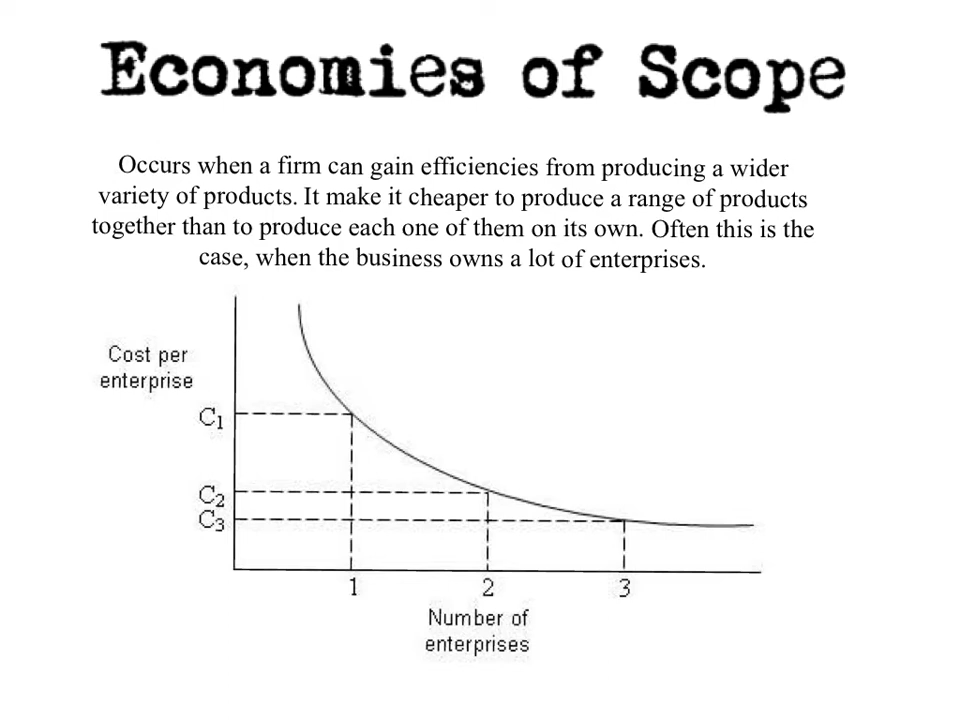 Economies of Scope
Occurs when a firm can gain efficiencies from producing a wider
variety of products. It make it cheaper to produce a range of products
together than to produce each one of them on its own. Often this is the
case, when the business owns a lot of enterprises.
Cost per
enterprise
C1
C2
C3
1 2 3
Number of
enterprises